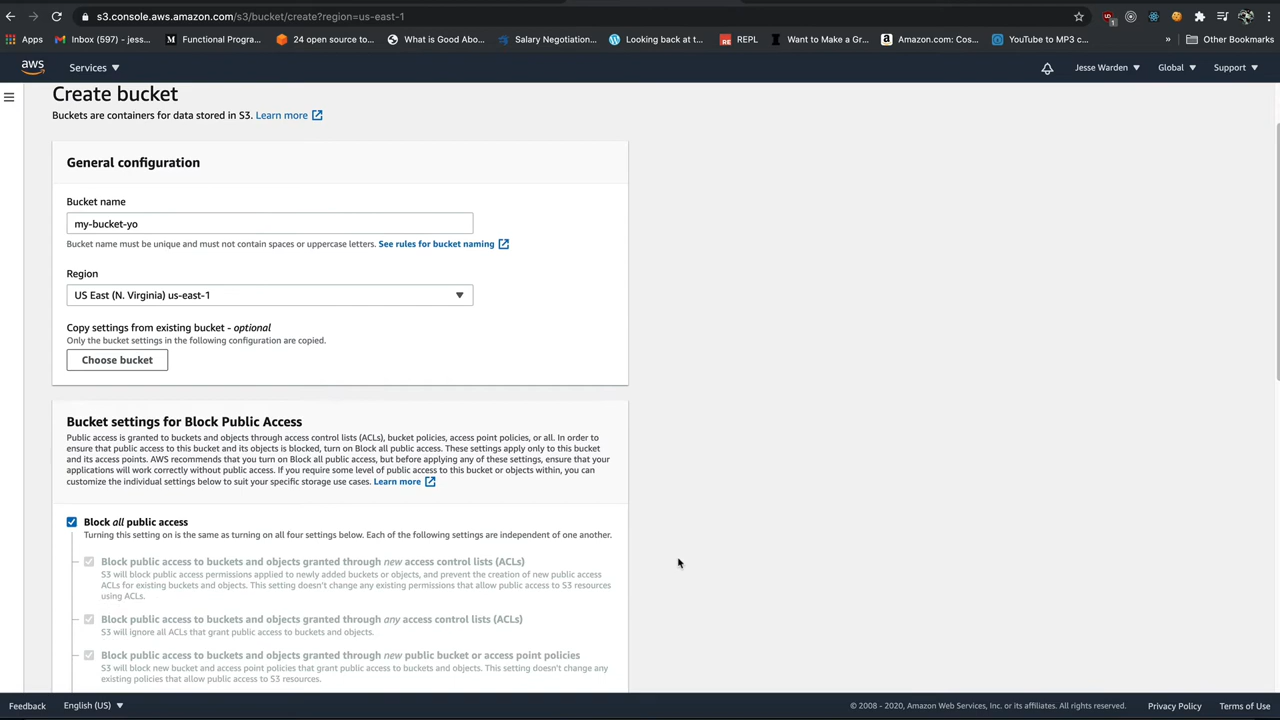 s3.console.aws.amazon.com/s3/bucket/create?region=us-east-1
Apps
Inbox (597) - jess...
Functional Progra...
24 open source to...
What is Good Abo...
Salary Negotiation...
Looking back at t...
REPL
Want to Make a Gr...
Amazon.com: Cos...
YouTube to MP3 c...
»
Other Bookmarks
aws
Services
Jesse Warden
Global
Support
Create bucket
Buckets are containers for data stored in S3. Learn more
General configuration
Bucket name
my-bucket-yo
Bucket name must be unique and must not contain spaces or uppercase letters. See rules for bucket naming
Region
US East (N. Virginia) us-east-1
Copy settings from existing bucket - optional
Only the bucket settings in the following configuration are copied.
Choose bucket
Bucket settings for Block Public Access
Public access is granted to buckets and objects through access control lists (ACLs), bucket policies, access point policies, or all. In order to
ensure that public access to this bucket and its objects is blocked, turn on Block all public access. These settings apply only to this bucket
and its access points. AWS recommends that you turn on Block all public access, but before applying any of these settings, ensure that your
applications will work correctly without public access. If you require some level of public access to this bucket or objects within, you can
customize the individual settings below to suit your specific storage use cases. Learn more
Block all public access
Turning this setting on is the same as turning on all four settings below. Each of the following settings are independent of one another.
Block public access to buckets and objects granted through new access control lists (ACLs)
S3 will block public access permissions applied to newly added buckets or objects, and prevent the creation of new public access
ACLs for existing buckets and objects. This setting doesn't change any existing permissions that allow public access to S3 resources
using ACLs.
Block public access to buckets and objects granted through any access control lists (ACLs)
S3 will ignore all ACLs that grant public access to buckets and objects.
Block public access to buckets and objects granted through new public bucket or access point policies
S3 will block new bucket and access point policies that grant public access to buckets and objects. This setting doesn't change any
existing policies that allow public access to S3 resources.
Feedback
English (US)
© 2008 - 2020, Amazon Web Services, Inc. or its affiliates. All rights reserved.
Privacy Policy
Terms of Use